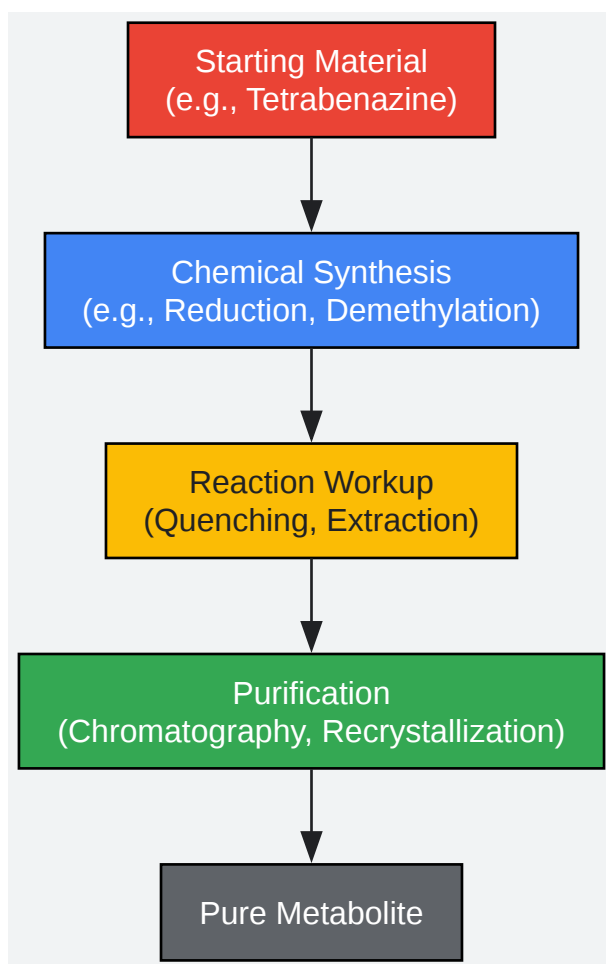 Starting Material
(e.g., Tetrabenazine)
Chemical Synthesis
(e.g., Reduction, Demethylation)
Reaction Workup
(Quenching, Extraction)
Purification
(Chromatography, Recrystallization)
Pure Metabolite